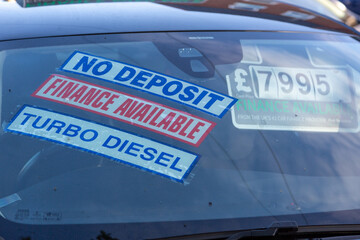 NO DEPOSIT
FINANCE AVAILABLE
TURBO DIESEL
£7995